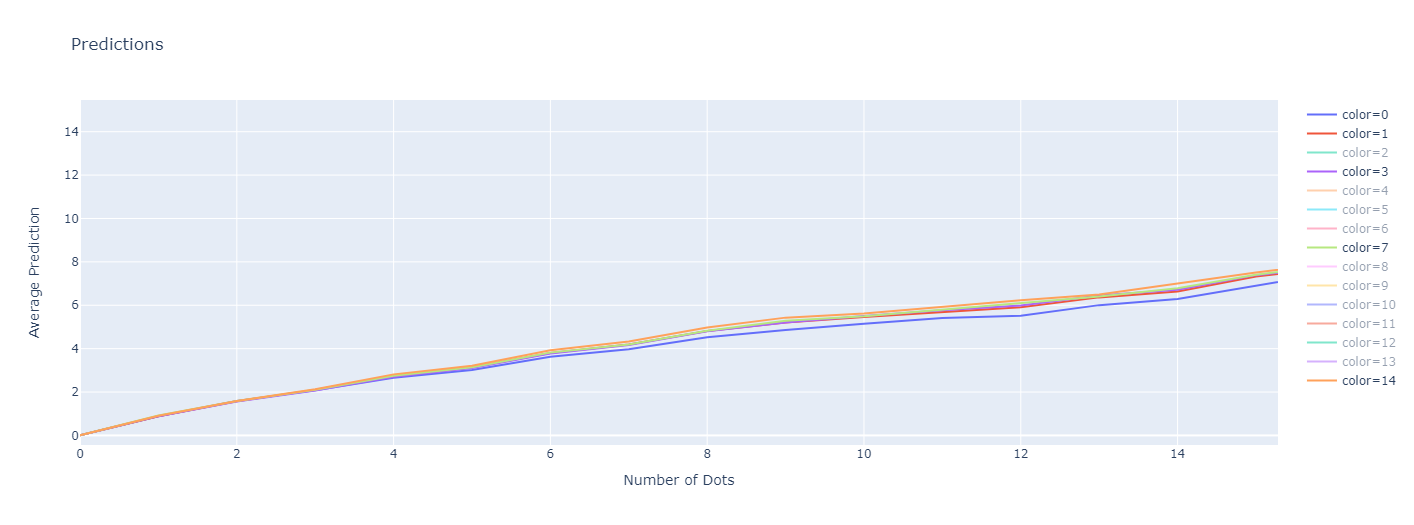 Predictions
Average Prediction
14
12
10
8
6
4
2
0
0 2 4 6 8 10 12 14
Number of Dots
color=0
color=1
color=2
color=3
color=4
color=5
color=6
color=7
color=8
color=9
color=10
color=11
color=12
color=13
color=14